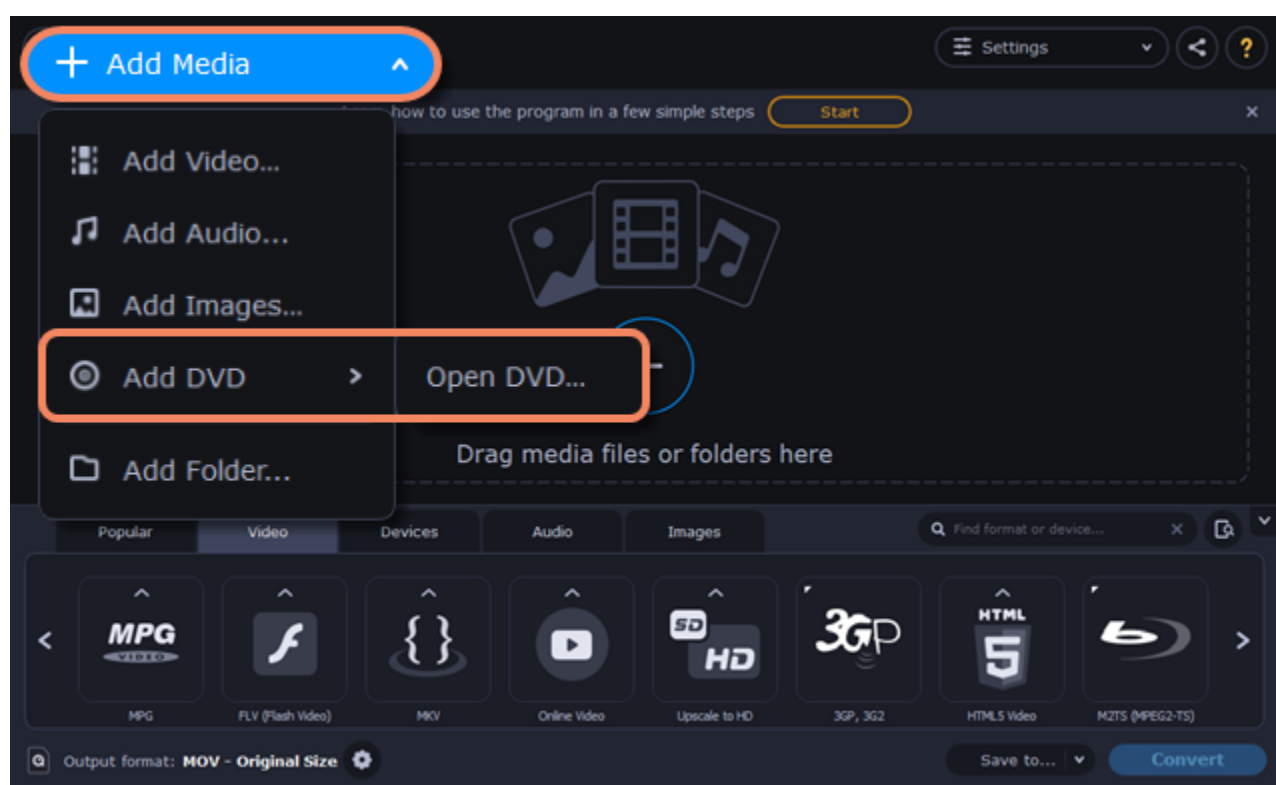 Add Media
Settings
?
how to use the program in a few simple steps
Start
Add Video...
Add Audio...
Add Images...
Add DVD
Open DVD...
Add Folder...
Drag media files or folders here
Popular
Video
Devices
Audio
Images
Find format or device...
MPG
VIDEO
SD
HD
3GP
HTML
5
MPG
FLV (Flash Video)
MKV
Online Video
Upscale to HD
3GP, 3G2
HTML5 Video
M2TS (MPEG2-TS)
Output format: MOV - Original Size
Save to...
Convert